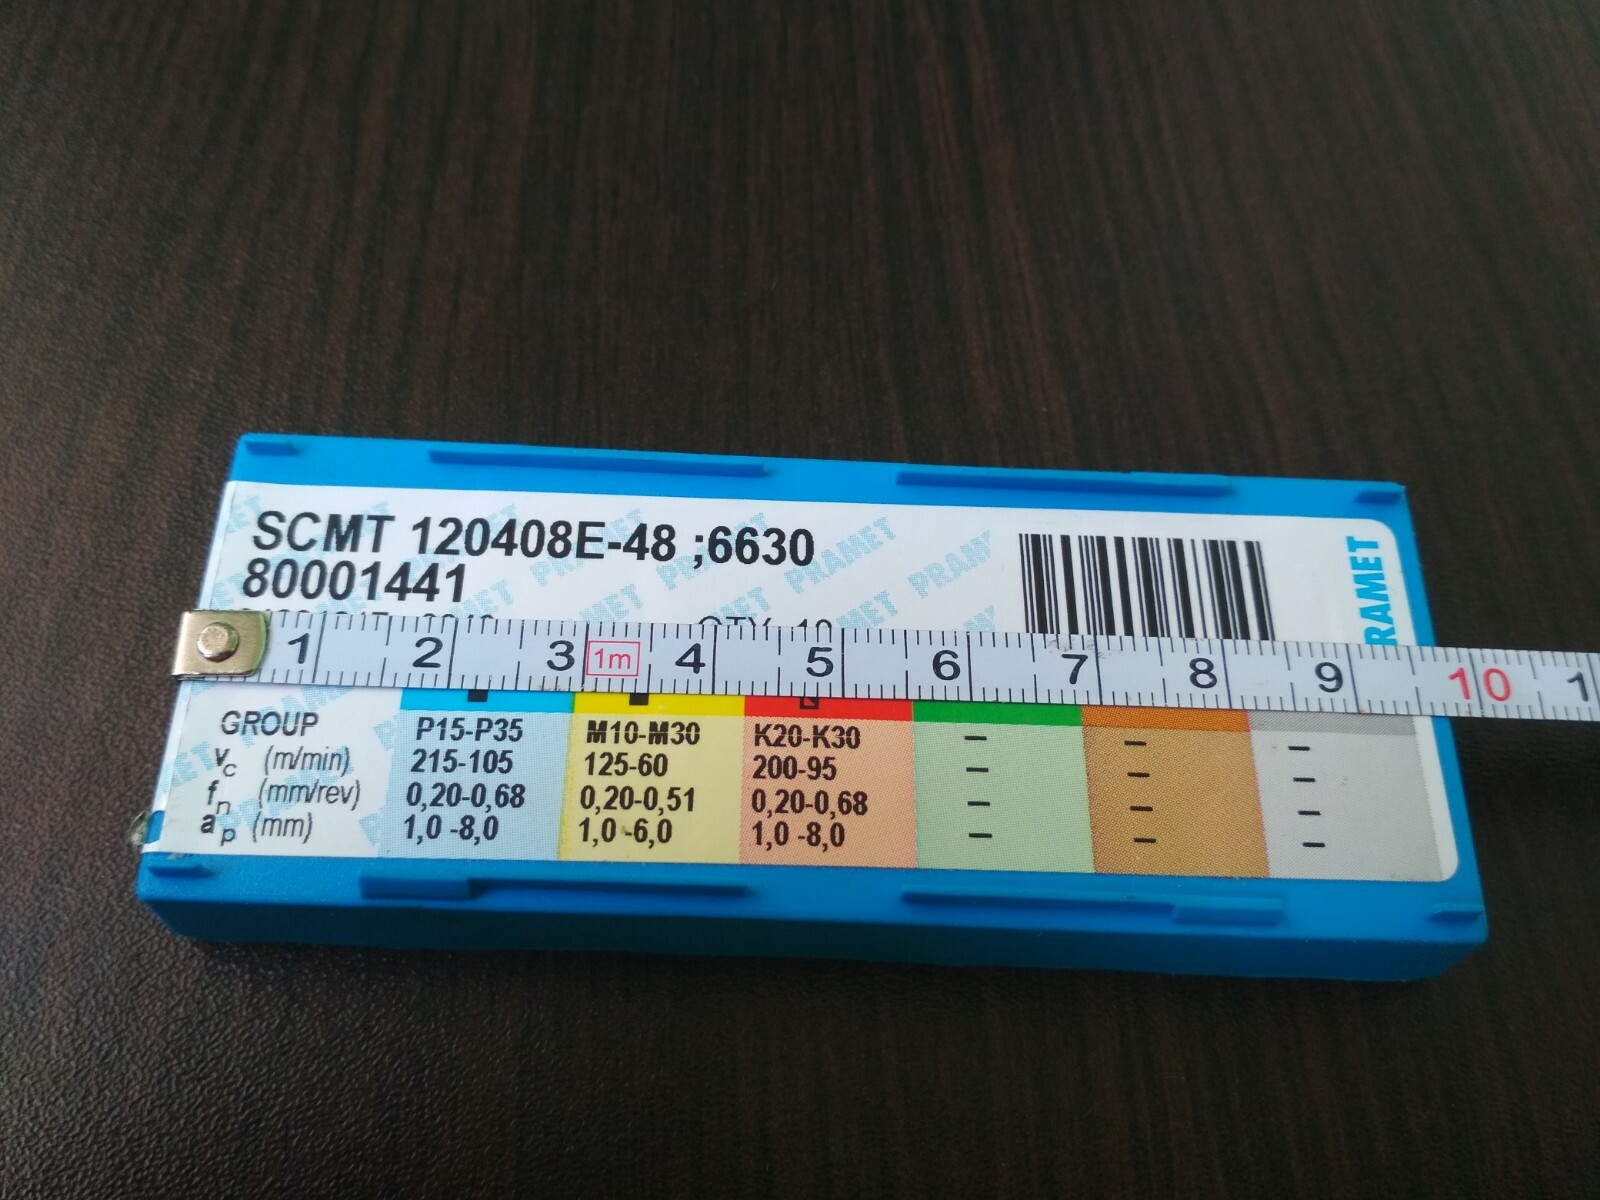 SCMT 120408E-48 ;6630
80001441
PRAMET
1 2 3 1m 4 5 6 7 8 9 10 1
GROUP P15-P35 M10-M30 K20-K30 – – –
vc (m/min) 215-105 125-60 200-95 – – –
fn (mm/rev) 0,20-0,68 0,20-0,51 0,20-0,68 – – –
ap (mm) 1,0 -8,0 1,0 -6,0 1,0 -8,0 – – –